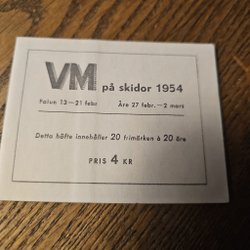 VM på skidor 1954
Falun 13—21 febr Åre 27 febr.—2 mars
Detta häfte innehåller 20 frimärken à 20 öre
PRIS 4 KR